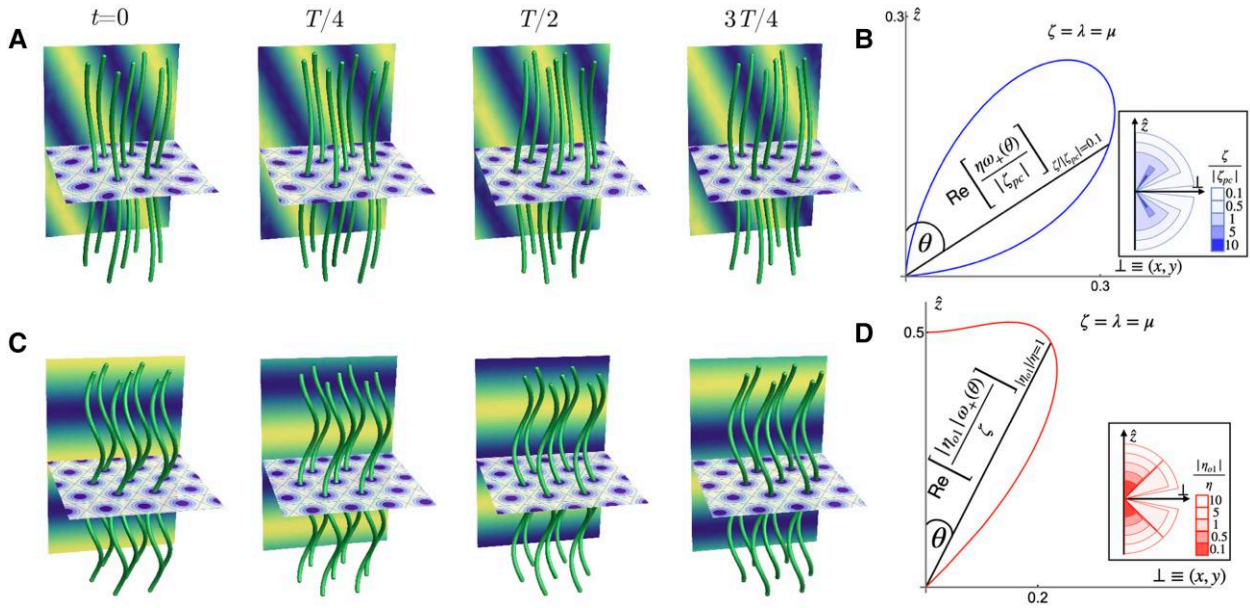 t=0
T/4
T/2
3T/4
A
B
0.3
ẑ
ζ = λ = μ
Re[ηω₊(θ)/|ζpc|] ζ/|ζpc|=0.1
θ
0.3
ẑ
⊥
ζ/|ζpc|
0.1
0.5
1
5
10
⊥ ≡ (x, y)
C
D
ẑ
ζ = λ = μ
0.5
Re[|ηo1|ω₊(θ)/ζ] |ηo1|/η=1
θ
0.2
ẑ
⊥
|ηo1|/η
10
5
1
0.5
0.1
⊥ ≡ (x, y)